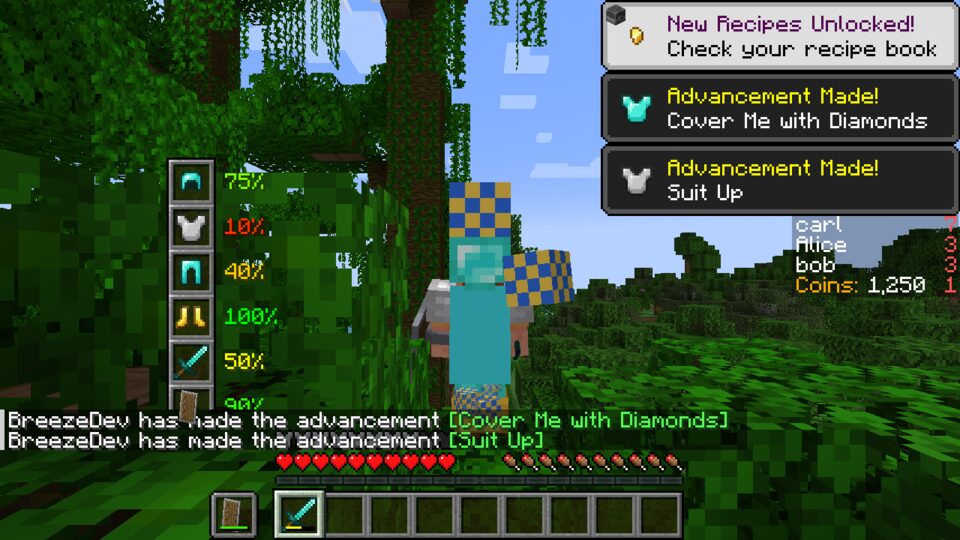 New Recipes Unlocked!
Check your recipe book
Advancement Made!
Cover Me with Diamonds
Advancement Made!
Suit Up
75%
10%
40%
100%
50%
90%
carl 7
Alice 3
bob 3
Coins: 1,250 1
BreezeDev has made the advancement [Cover Me with Diamonds]
BreezeDev has made the advancement [Suit Up]